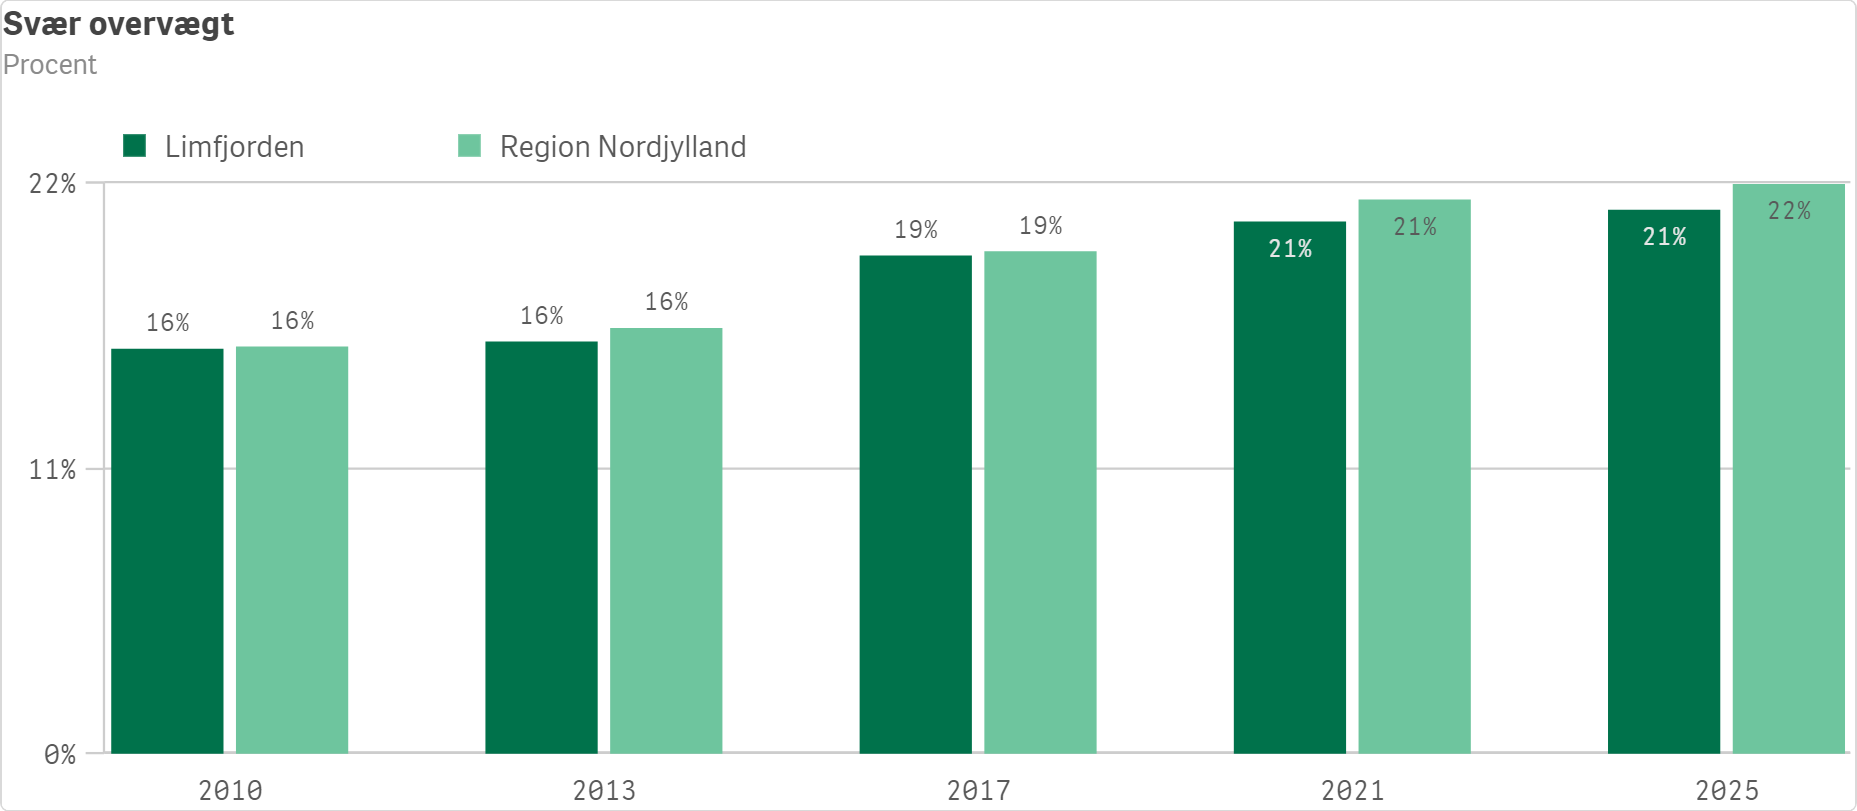 Svær overvægt
Procent
Limfjorden Region Nordjylland
22%
11%
0%
16% 16% 16% 16% 19% 19% 21% 21% 21% 22%
2010 2013 2017 2021 2025